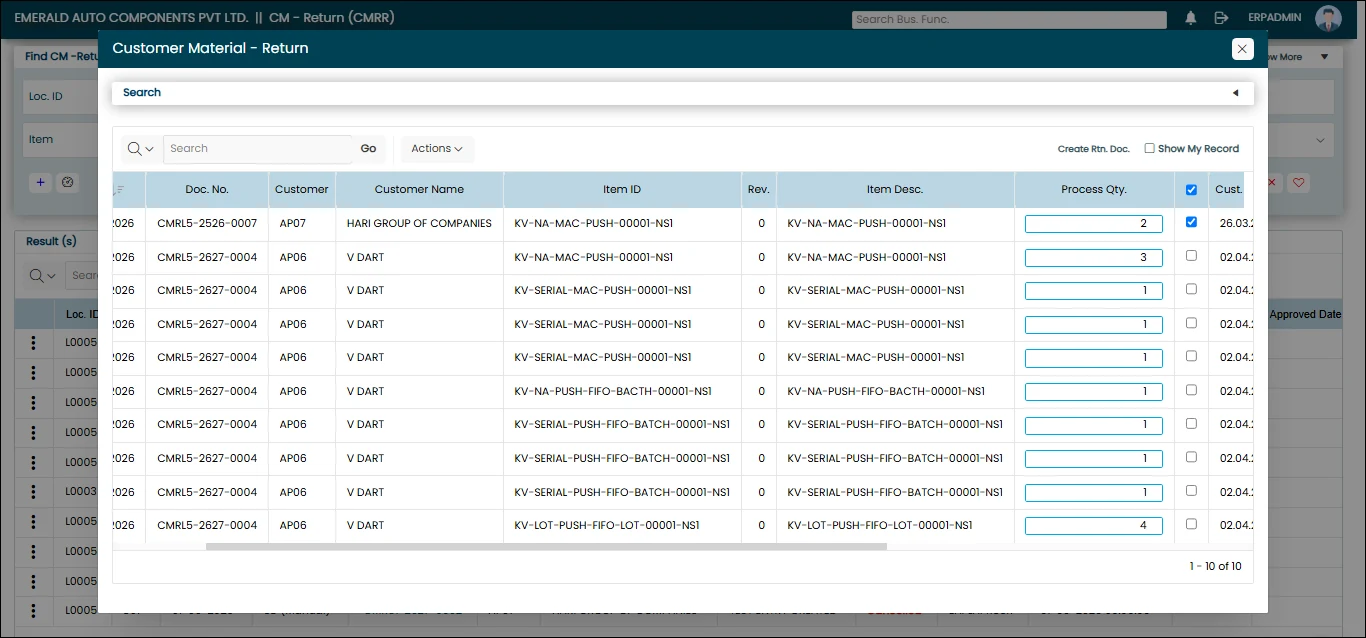 EMERALD AUTO COMPONENTS PVT LTD. || CM - Return (CMRR) Search Bus. Func. ERPADMIN
Customer Material - Return
Find CM -Retu
Search
Loc. ID
Item
Search Go Actions Create Rtn. Doc. Show My Record
Doc. No. Customer Customer Name Item ID Rev. Item Desc. Process Qty. Cust.
2026 CMRL5-2526-0007 AP07 HARI GROUP OF COMPANIES KV-NA-MAC-PUSH-00001-NS1 0 KV-NA-MAC-PUSH-00001-NS1 2 26.03.2
2026 CMRL5-2627-0004 AP06 V DART KV-NA-MAC-PUSH-00001-NS1 0 KV-NA-MAC-PUSH-00001-NS1 3 02.04.2
2026 CMRL5-2627-0004 AP06 V DART KV-SERIAL-MAC-PUSH-00001-NS1 0 KV-SERIAL-MAC-PUSH-00001-NS1 1 02.04.2
2026 CMRL5-2627-0004 AP06 V DART KV-SERIAL-MAC-PUSH-00001-NS1 0 KV-SERIAL-MAC-PUSH-00001-NS1 1 02.04.2
2026 CMRL5-2627-0004 AP06 V DART KV-SERIAL-MAC-PUSH-00001-NS1 0 KV-SERIAL-MAC-PUSH-00001-NS1 1 02.04.2
2026 CMRL5-2627-0004 AP06 V DART KV-NA-PUSH-FIFO-BACTH-00001-NS1 0 KV-NA-PUSH-FIFO-BACTH-00001-NS1 1 02.04.2
2026 CMRL5-2627-0004 AP06 V DART KV-SERIAL-PUSH-FIFO-BATCH-00001-NS1 0 KV-SERIAL-PUSH-FIFO-BATCH-00001-NS1 1 02.04.2
2026 CMRL5-2627-0004 AP06 V DART KV-SERIAL-PUSH-FIFO-BATCH-00001-NS1 0 KV-SERIAL-PUSH-FIFO-BATCH-00001-NS1 1 02.04.2
2026 CMRL5-2627-0004 AP06 V DART KV-SERIAL-PUSH-FIFO-BATCH-00001-NS1 0 KV-SERIAL-PUSH-FIFO-BATCH-00001-NS1 1 02.04.2
2026 CMRL5-2627-0004 AP06 V DART KV-LOT-PUSH-FIFO-LOT-00001-NS1 0 KV-LOT-PUSH-FIFO-LOT-00001-NS1 4 02.04.2
1 - 10 of 10
ow More
Result (s)
Sear
Loc. ID Approved Date
L0005
L0005
L0005
L0005
L0005
L0003
L0005
L0005
L0005
L0005